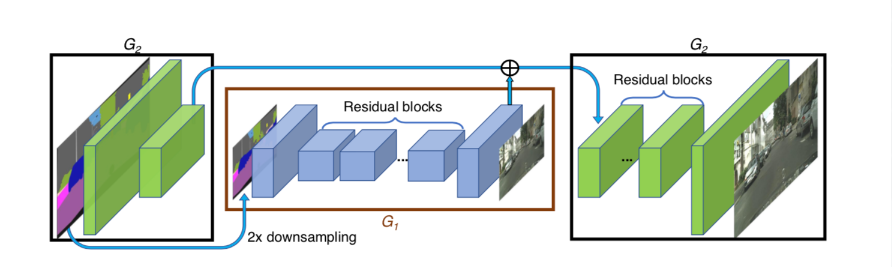 G2
G2
Residual blocks
Residual blocks
...
...
G1
2x downsampling